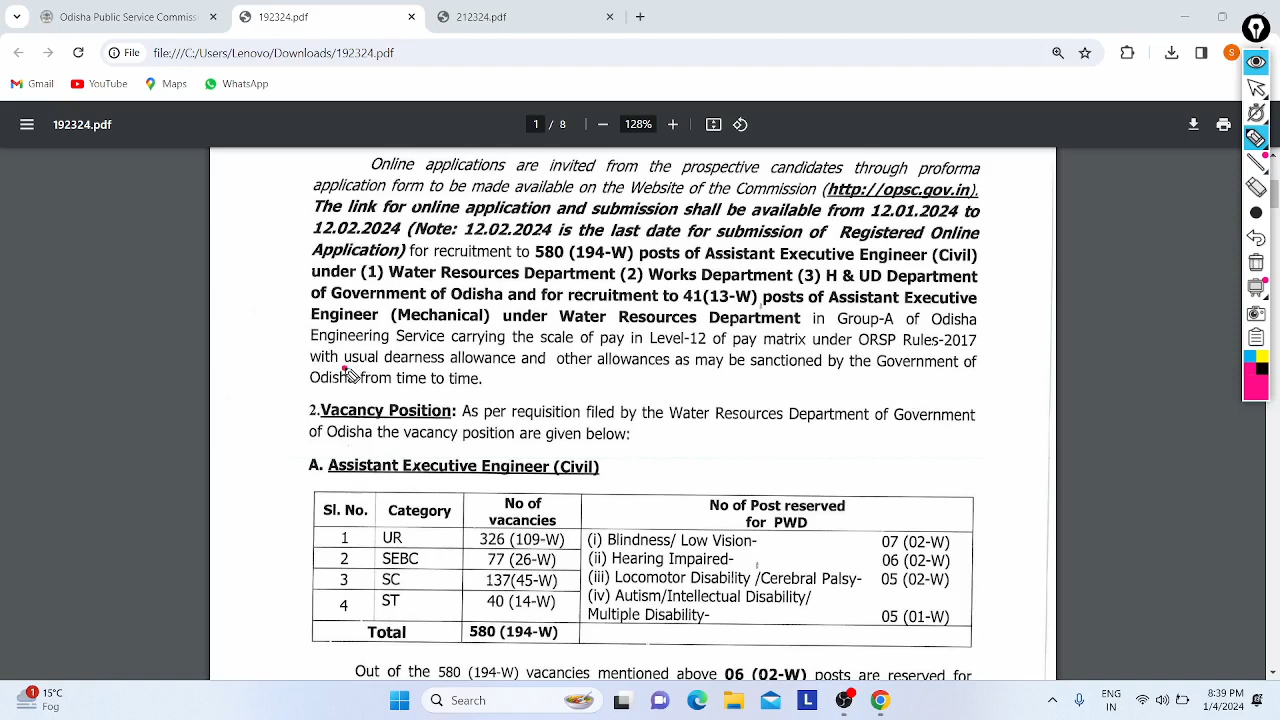 Odisha Public Service Commiss
192324.pdf
212324.pdf
File
file:///C:/Users/Lenovo/Downloads/192324.pdf
S
Gmail
YouTube
Maps
WhatsApp
192324.pdf
1 / 8
128%
Online applications are invited from the prospective candidates through proforma
application form to be made available on the Website of the Commission (http://opsc.gov.in).
The link for online application and submission shall be available from 12.01.2024 to
12.02.2024 (Note: 12.02.2024 is the last date for submission of Registered Online
Application) for recruitment to 580 (194-W) posts of Assistant Executive Engineer (Civil)
under (1) Water Resources Department (2) Works Department (3) H & UD Department
of Government of Odisha and for recruitment to 41(13-W) posts of Assistant Executive
Engineer (Mechanical) under Water Resources Department in Group-A of Odisha
Engineering Service carrying the scale of pay in Level-12 of pay matrix under ORSP Rules-2017
with usual dearness allowance and other allowances as may be sanctioned by the Government of
Odisha from time to time.
2.Vacancy Position: As per requisition filed by the Water Resources Department of Government
of Odisha the vacancy position are given below:
A. Assistant Executive Engineer (Civil)
Sl. No. Category No of vacancies No of Post reserved for PWD
1 UR 326 (109-W) (i) Blindness/ Low Vision- 07 (02-W)
2 SEBC 77 (26-W) (ii) Hearing Impaired- 06 (02-W)
3 SC 137(45-W) (iii) Locomotor Disability /Cerebral Palsy- 05 (02-W)
4 ST 40 (14-W) (iv) Autism/Intellectual Disability/
Multiple Disability- 05 (01-W)
Total 580 (194-W)
Out of the 580 (194-W) vacancies mentioned above 06 (02-W) posts are reserved for
1
15°C
Fog
Search
L
ENG
IN
8:39 PM
1/4/2024